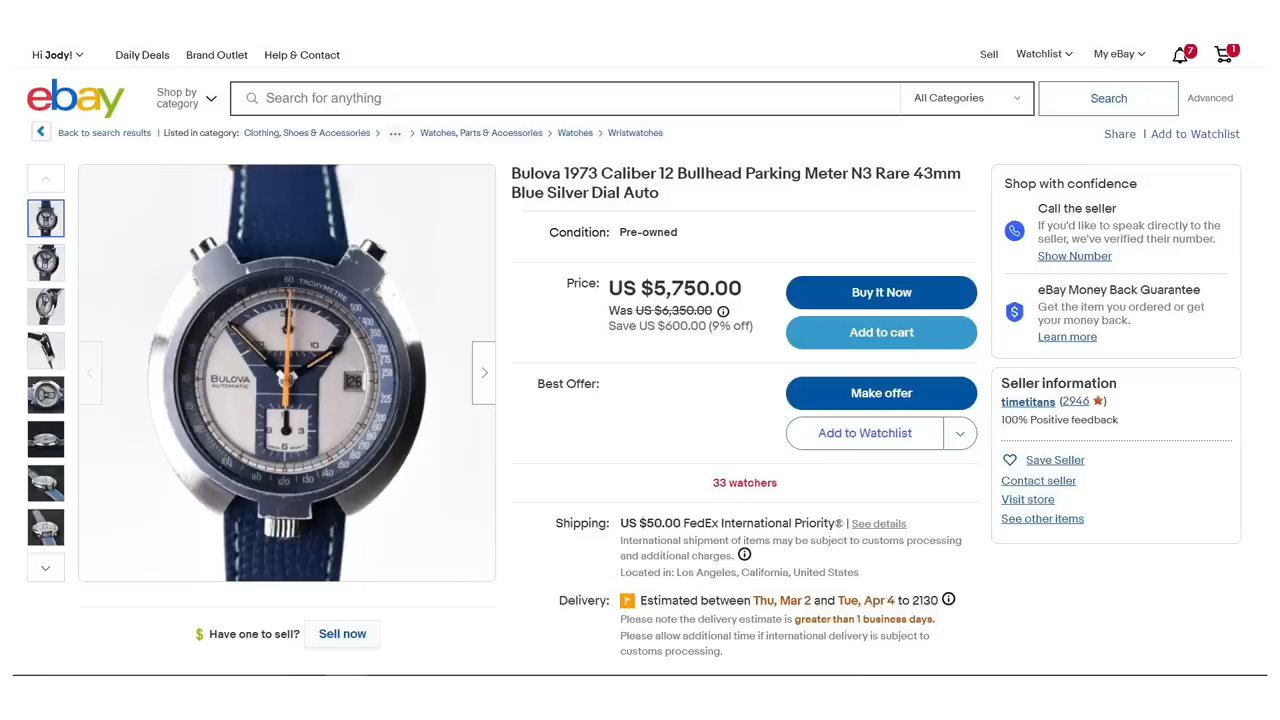 Hi Jody!
Daily Deals
Brand Outlet
Help & Contact
Sell
Watchlist
My eBay
7
1
ebay
Shop by
category
Search for anything
All Categories
Search
Advanced
Back to search results | Listed in category: Clothing, Shoes & Accessories > ... > Watches, Parts & Accessories > Watches > Wristwatches
Share | Add to Watchlist
Bulova 1973 Caliber 12 Bullhead Parking Meter N3 Rare 43mm
Blue Silver Dial Auto
Condition: Pre-owned
Price: US $5,750.00
Was US $6,350.00
Save US $600.00 (9% off)
Buy It Now
Add to cart
Best Offer:
Make offer
Add to Watchlist
33 watchers
Shipping: US $50.00 FedEx International Priority® | See details
International shipment of items may be subject to customs processing
and additional charges.
Located in: Los Angeles, California, United States
Delivery: Estimated between Thu, Mar 2 and Tue, Apr 4 to 2130
Please note the delivery estimate is greater than 1 business days.
Please allow additional time if international delivery is subject to
customs processing.
Shop with confidence
Call the seller
If you'd like to speak directly to the
seller, we've verified their number.
Show Number
eBay Money Back Guarantee
Get the item you ordered or get
your money back.
Learn more
Seller information
timetitans (2946)
100% Positive feedback
Save Seller
Contact seller
Visit store
See other items
60 TACHYMETRE 500
BULOVA
AUTOMATIC
26
$ Have one to sell? Sell now